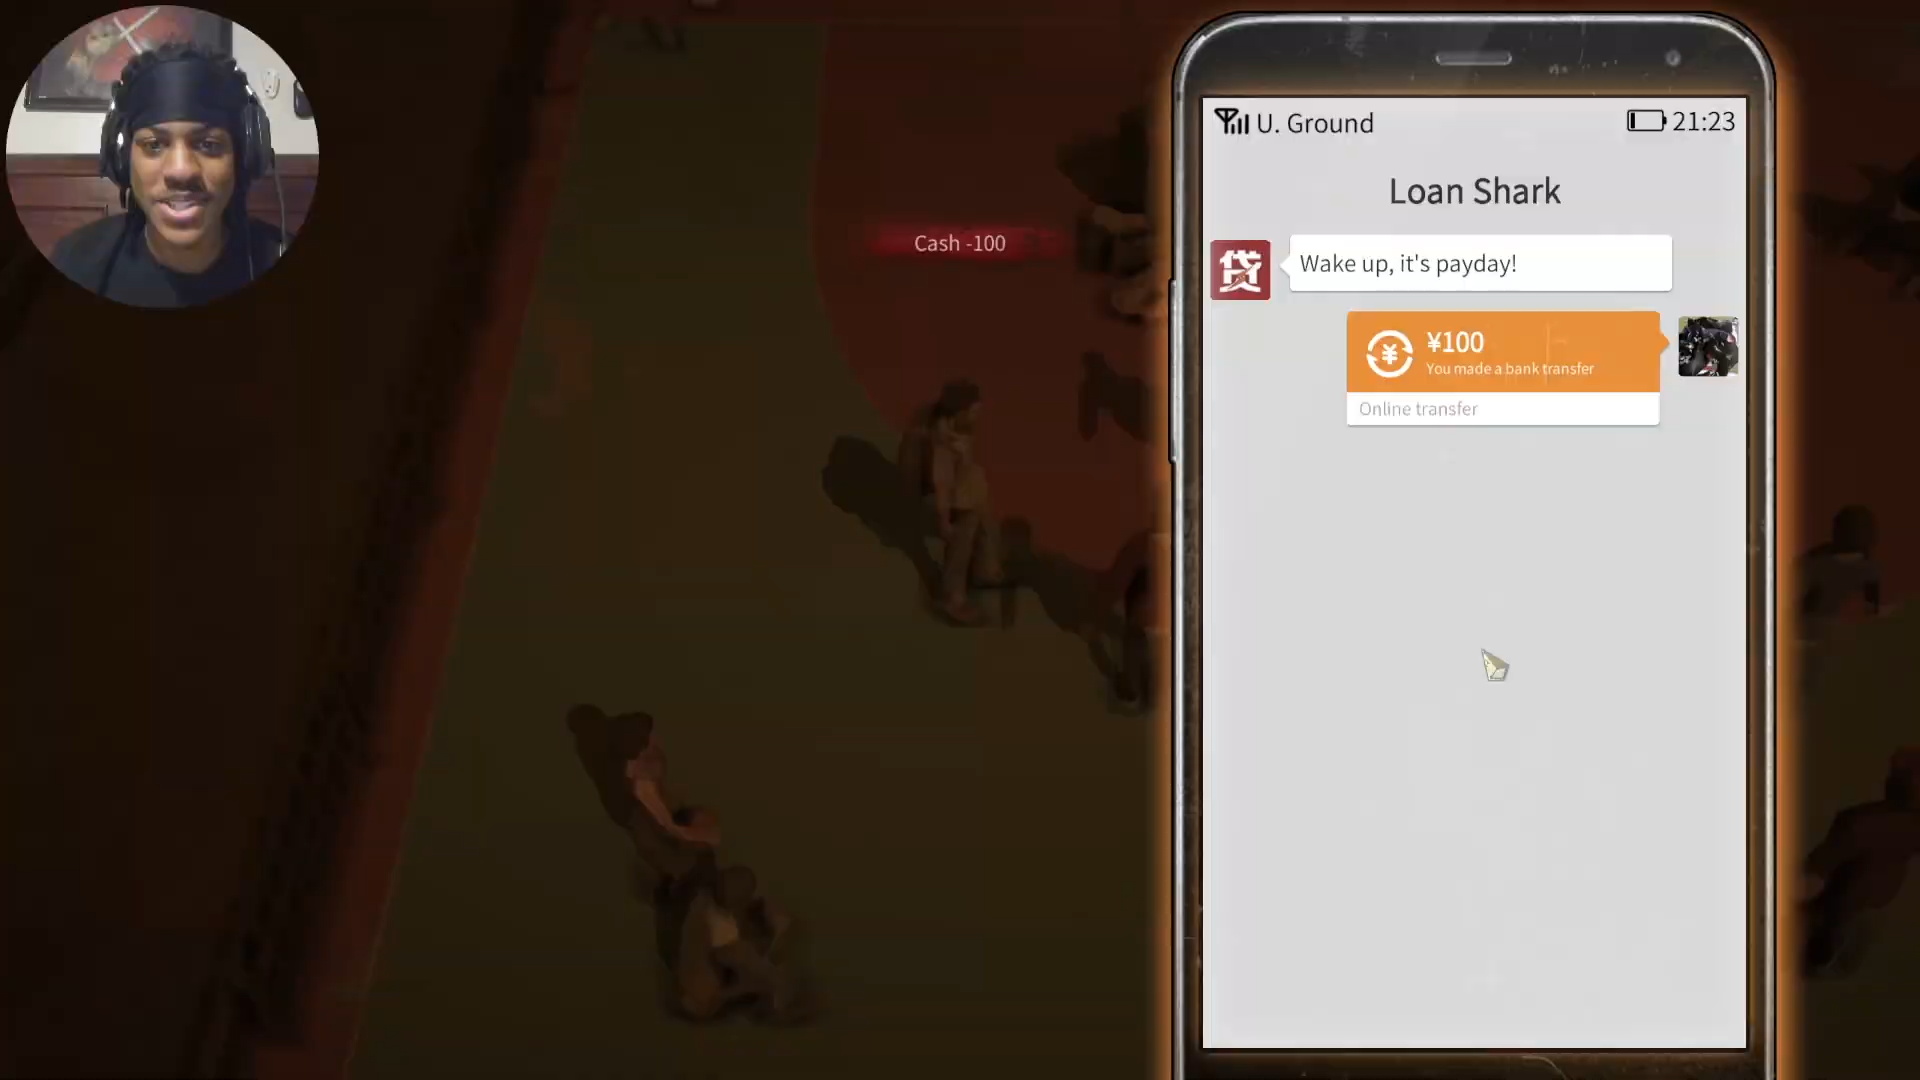 U. Ground
21:23
Loan Shark
Cash -100
贷
Wake up, it's payday!
¥100
You made a bank transfer
Online transfer